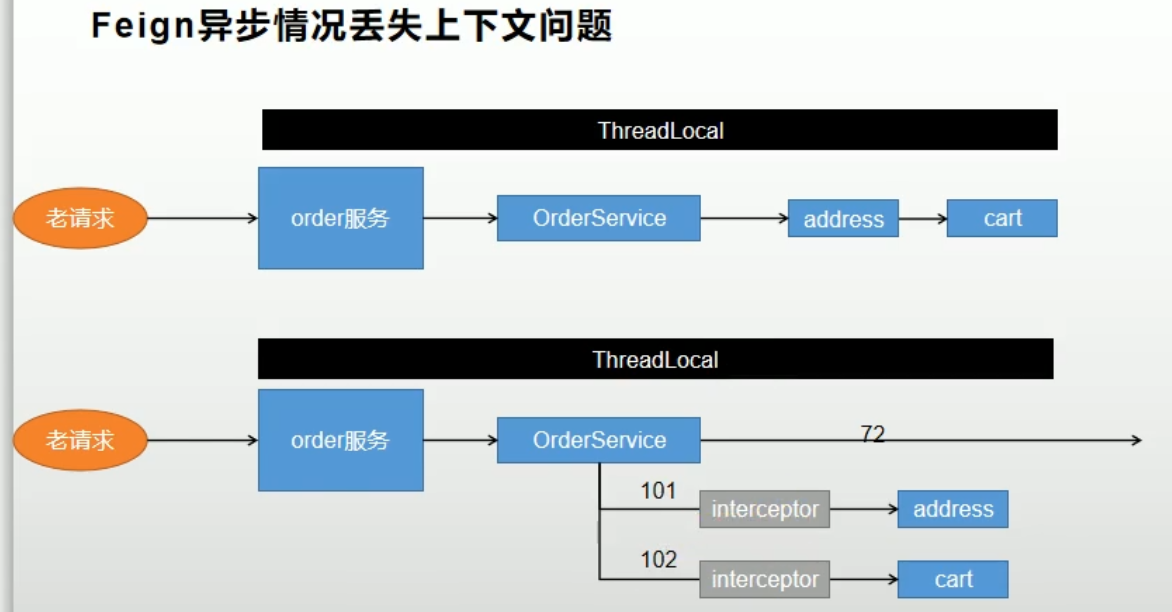 Feign异步情况丢失上下文问题
ThreadLocal
老请求
order服务
OrderService
address
cart
ThreadLocal
老请求
order服务
OrderService
72
101
interceptor
address
102
interceptor
cart